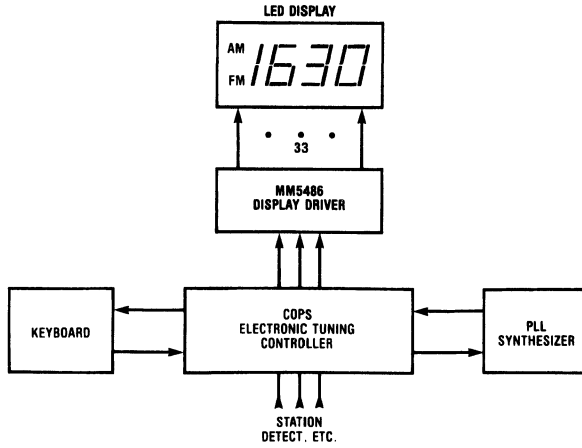 LED DISPLAY
AM
FM
1630
33
MM5486
DISPLAY DRIVER
KEYBOARD
COPS
ELECTRONIC TUNING
CONTROLLER
PLL
SYNTHESIZER
STATION
DETECT, ETC.